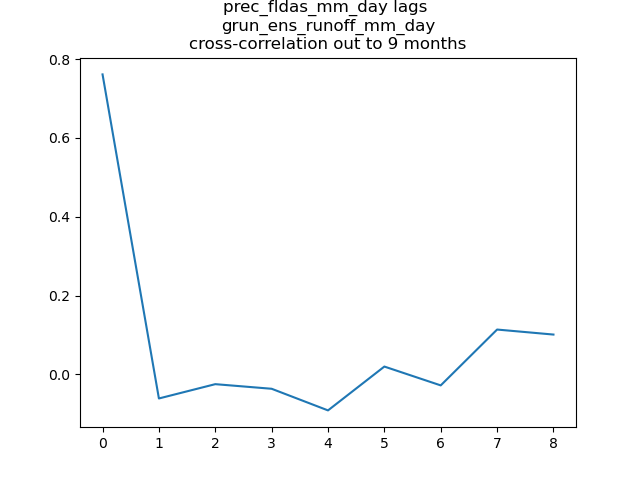 prec_fldas_mm_day lags
grun_ens_runoff_mm_day
cross-correlation out to 9 months
0.8
0.6
0.4
0.2
0.0
0 1 2 3 4 5 6 7 8